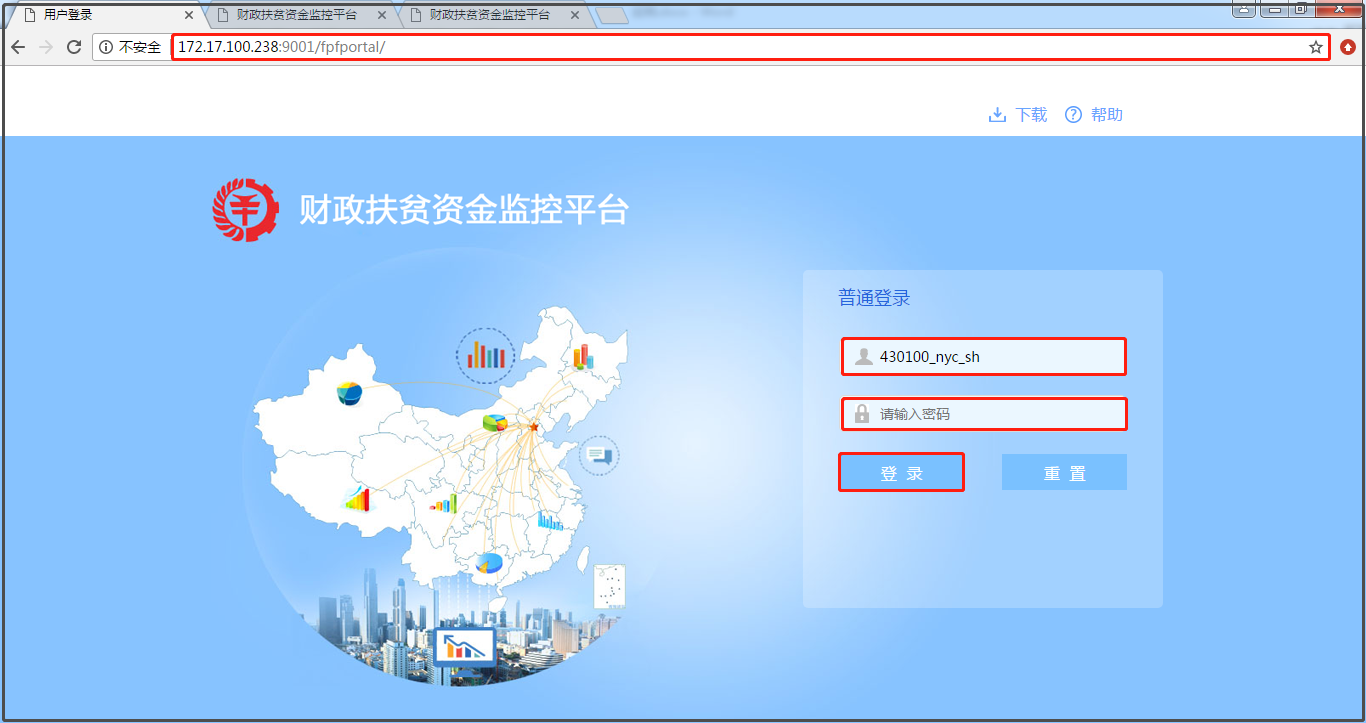 用户登录
财政扶贫资金监控平台
财政扶贫资金监控平台
不安全
172.17.100.238:9001/fpfportal/
下载
帮助
财政扶贫资金监控平台
普通登录
430100_nyc_sh
请输入密码
登 录
重 置